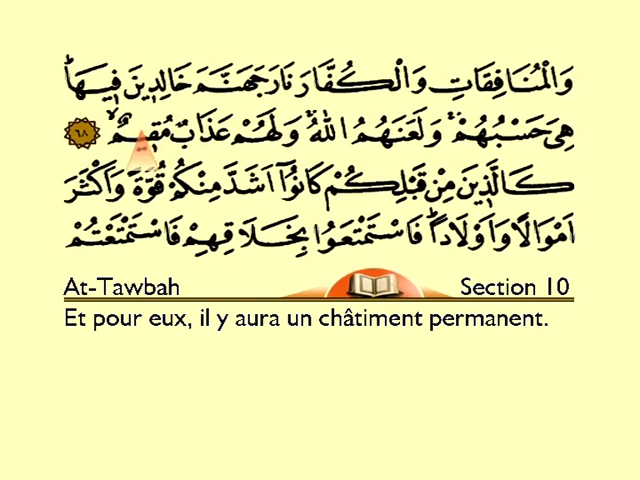 وَالْمُنَافِقَاتِ وَالْكُفَّارَ نَارَ جَهَنَّمَ خَالِدِينَ فِيهَا ۚ
هِيَ حَسْبُهُمْ ۚ وَلَعَنَهُمُ اللّٰهُ ۖ وَلَهُمْ عَذَابٌ مُّقِيمٌ ۙ ﴿٦٨﴾
كَالَّذِينَ مِنْ قَبْلِكُمْ كَانُوٓا اَشَدَّ مِنْكُمْ قُوَّةً وَاَكْثَرَ
اَمْوَالًا وَاَوْلَادًا ۗ فَاسْتَمْتَعُوا بِخَلَاقِهِمْ فَاسْتَمْتَعْتُمْ
At-Tawbah Section 10
Et pour eux, il y aura un châtiment permanent.